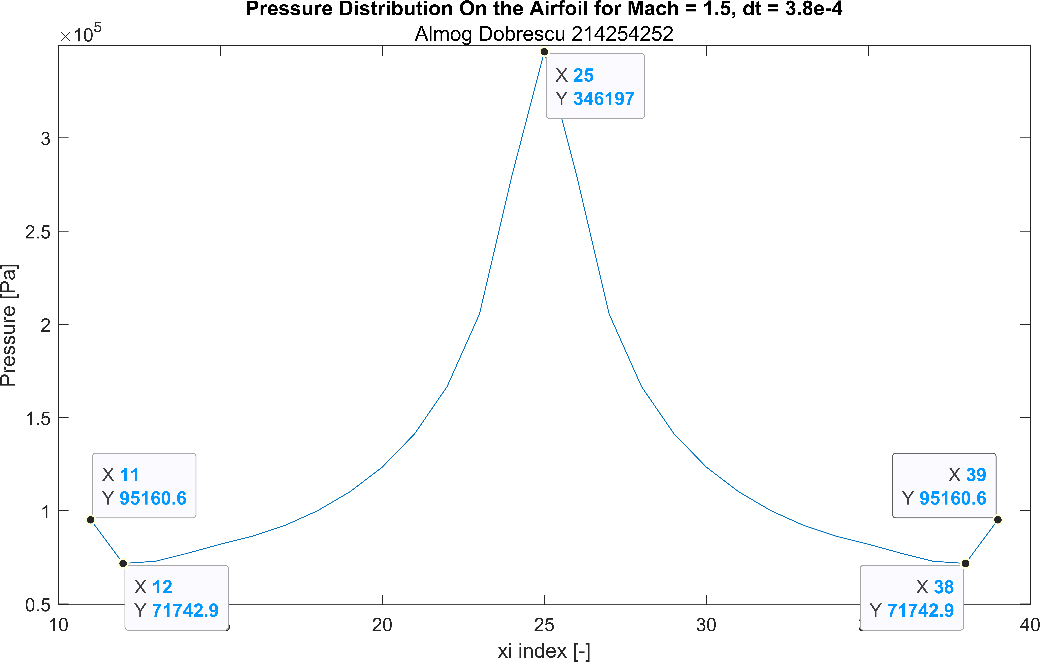 Pressure Distribution On the Airfoil for Mach = 1.5, dt = 3.8e-4
Almog Dobrescu 214254252
×10⁵
X 25
Y 346197
3
2.5
2
1.5
1
0.5
Pressure [Pa]
X 11
Y 95160.6
X 39
Y 95160.6
X 12
Y 71742.9
X 38
Y 71742.9
10
20
25
30
40
xi index [-]